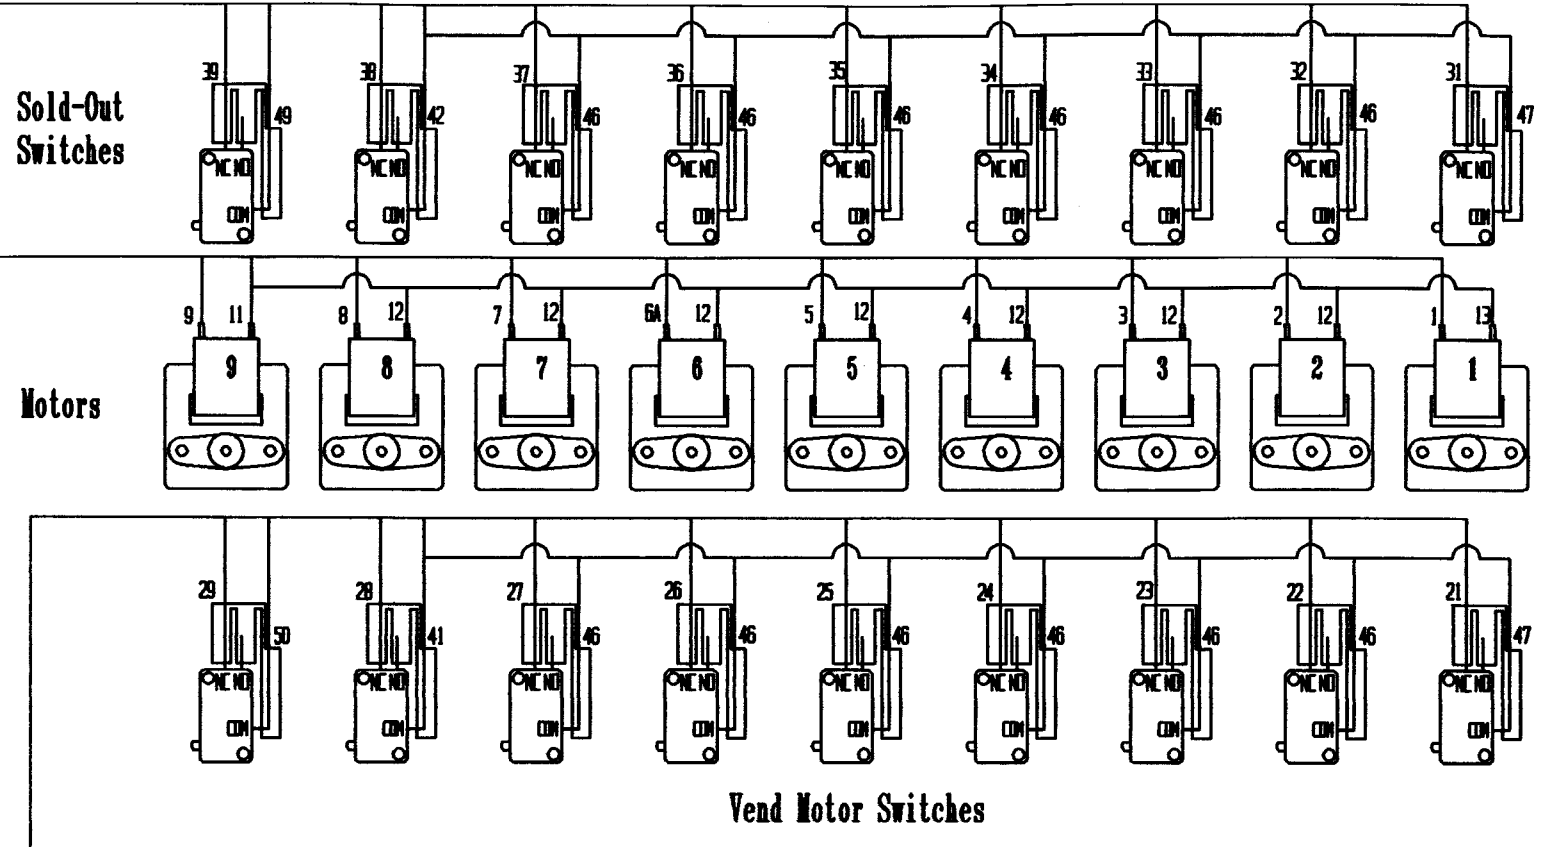 39 38 37 36 35 34 33 32 31
Sold-Out
49 42 46 46 46 46 46 46 47
Switches
NC NO NC NO NC NO NC NO NC NO NC NO NC NO NC NO NC NO
COM COM COM COM COM COM COM COM COM
9 11 8 12 7 12 6A 12 5 12 4 12 3 12 2 12 1 13
9 8 7 6 5 4 3 2 1
Motors
29 28 27 26 25 24 23 22 21
50 41 46 46 46 46 46 46 47
NC NO NC NO NC NO NC NO NC NO NC NO NC NO NC NO NC NO
COM COM COM COM COM COM COM COM COM
Vend Motor Switches